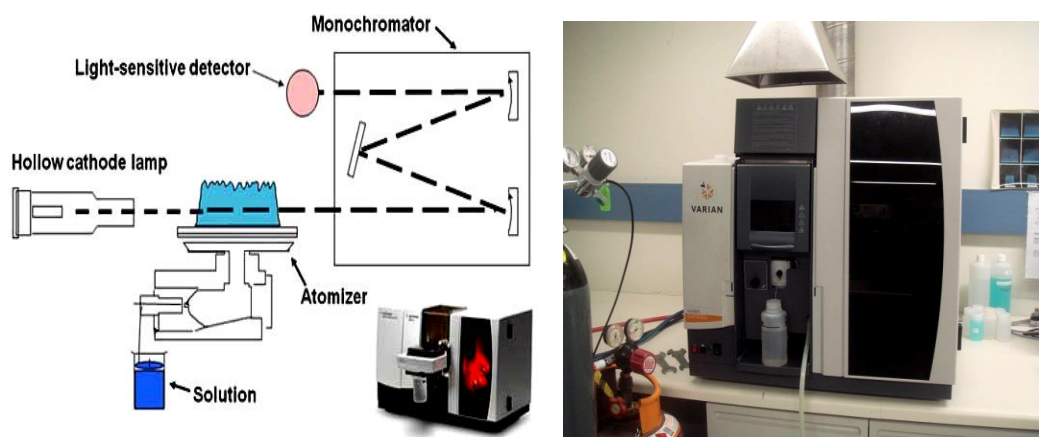 Monochromator
Light-sensitive detector
Hollow cathode lamp
Atomizer
Solution
VARIAN